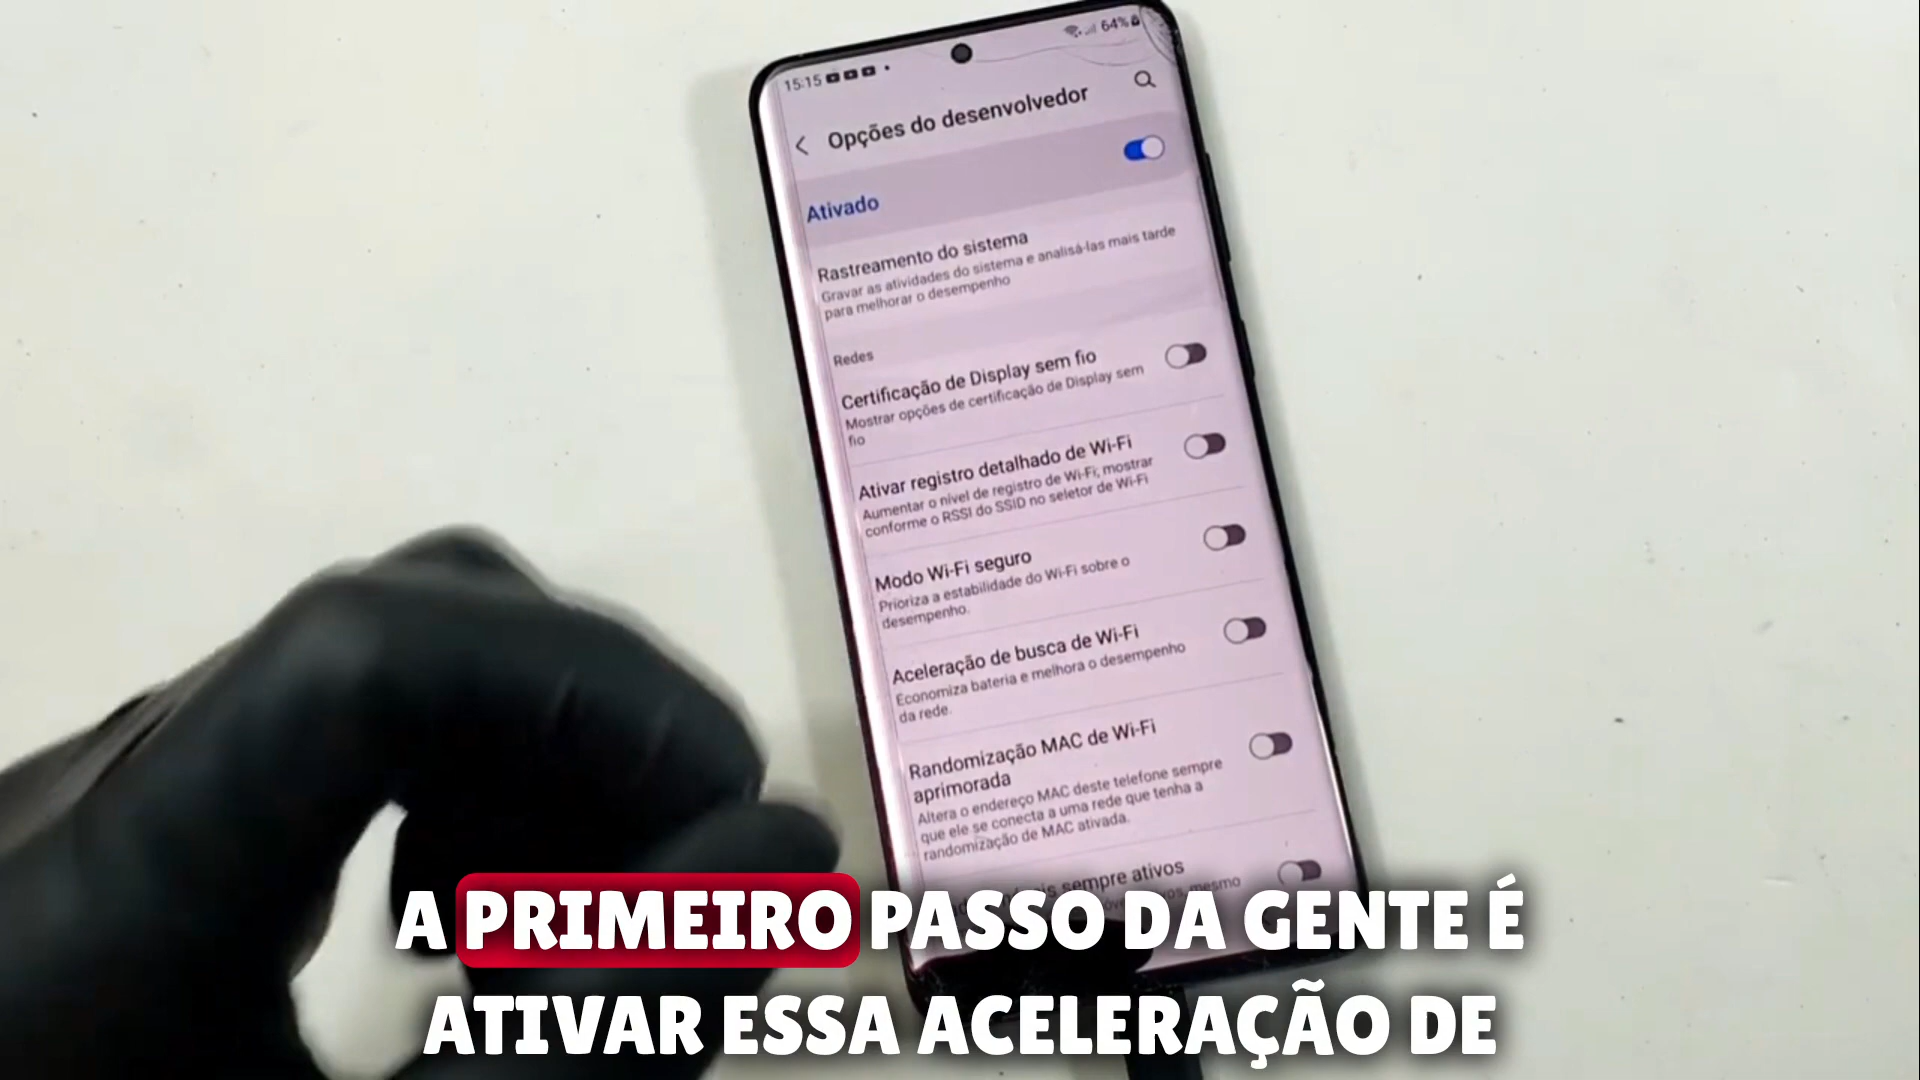 15:15
64%
Opções do desenvolvedor
Ativado
Rastreamento do sistema
Gravar as atividades do sistema e analisá-las mais tarde
para melhorar o desempenho
Redes
Certificação de Display sem fio
Mostrar opções de certificação de Display sem
fio
Ativar registro detalhado de Wi-Fi
Aumentar o nível de registro de Wi-Fi; mostrar
conforme o RSSI do SSID no seletor de Wi-Fi
Modo Wi-Fi seguro
Prioriza a estabilidade do Wi-Fi sobre o
desempenho.
Aceleração de busca de Wi-Fi
Economiza bateria e melhora o desempenho
da rede.
Randomização MAC de Wi-Fi
aprimorada
Altera o endereço MAC deste telefone sempre
que ele se conecta a uma rede que tenha a
randomização de MAC ativada.
sempre ativos
mesmo
A PRIMEIRO PASSO DA GENTE É
ATIVAR ESSA ACELERAÇÃO DE